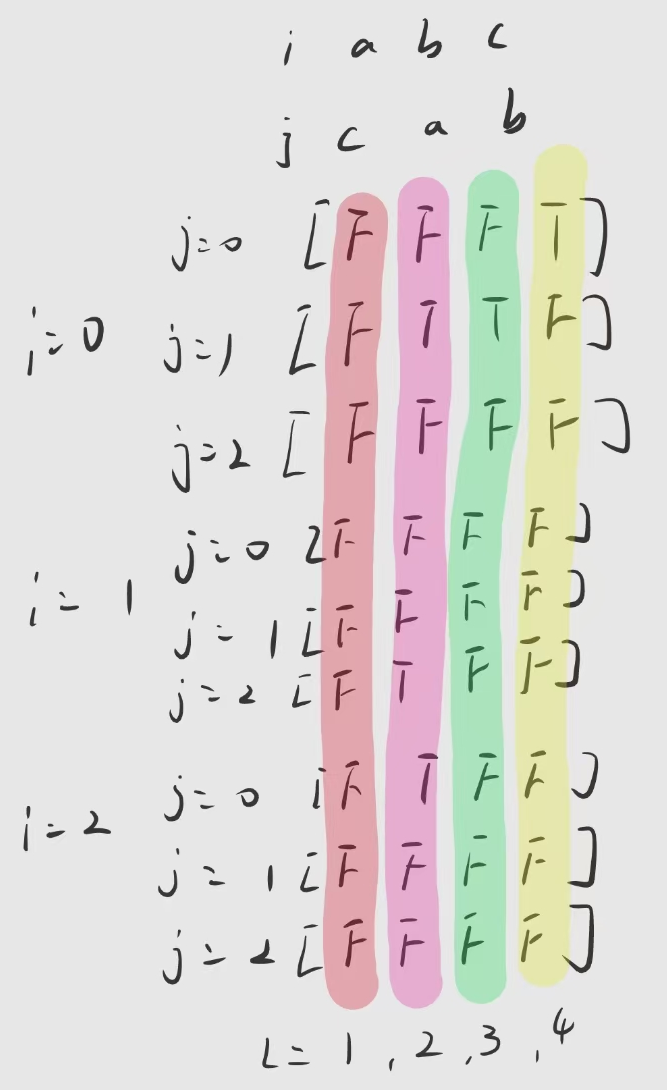 i a b c
j c a b
j=0 [F F F T]
i=0 j=1 [F T T F]
j=2 [F F F F]
j=0 [F F F F]
i=1 j=1 [F F F F]
j=2 [F T F F]
j=0 [F T F F]
i=2 j=1 [F F F F]
j=2 [F F F F]
L= 1 , 2 , 3 , 4